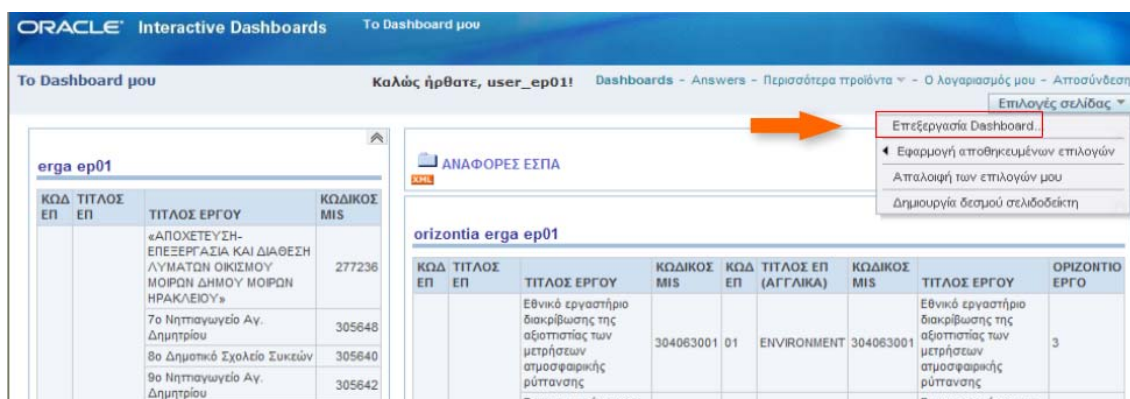 ORACLE Interactive Dashboards Το Dashboard μου
Το Dashboard μου
Καλώς ήρθατε, user_ep01!
Dashboards - Answers - Περισσότερα προϊόντα - Ο λογαριασμός μου - Αποσύνδεση
Επιλογές σελίδας
Επεξεργασία Dashboard...
Εφαρμογή αποθηκευμένων επιλογών
Απαλοιφή των επιλογών μου
Δημιουργία δεσμού σελιδοδείκτη
erga ep01
ΚΩΔ ΕΠ
ΤΙΤΛΟΣ ΕΠ
ΤΙΤΛΟΣ ΕΡΓΟΥ
ΚΩΔΙΚΟΣ MIS
«ΑΠΟΧΕΤΕΥΣΗ-
ΕΠΕΞΕΡΓΑΣΙΑ ΚΑΙ ΔΙΑΘΕΣΗ
ΛΥΜΑΤΩΝ ΟΙΚΙΣΜΟΥ
ΜΟΙΡΩΝ ΔΗΜΟΥ ΜΟΙΡΩΝ
ΗΡΑΚΛΕΙΟΥ»
277236
7ο Νηπιαγωγείο Αγ.
Δημητρίου
305648
8ο Δημοτικό Σχολείο Συκεών 305640
9ο Νηπιαγωγείο Αγ.
Δημητρίου
305642
XML
ΑΝΑΦΟΡΕΣ ΕΣΠΑ
orizontia erga ep01
ΚΩΔ ΕΠ
ΤΙΤΛΟΣ ΕΠ
ΤΙΤΛΟΣ ΕΡΓΟΥ
ΚΩΔΙΚΟΣ MIS
ΚΩΔ ΕΠ
ΤΙΤΛΟΣ ΕΠ (ΑΓΓΛΙΚΑ)
ΚΩΔΙΚΟΣ MIS
ΤΙΤΛΟΣ ΕΡΓΟΥ
ΟΡΙΖΟΝΤΙΟ ΕΡΓΟ
Εθνικό εργαστήριο
διακρίβωσης της
αξιοπιστίας των
μετρήσεων
ατμοσφαιρικής
ρύπανσης
304063001 01 ENVIRONMENT 304063001
Εθνικό εργαστήριο
διακρίβωσης της
αξιοπιστίας των
μετρήσεων
ατμοσφαιρικής
ρύπανσης
3